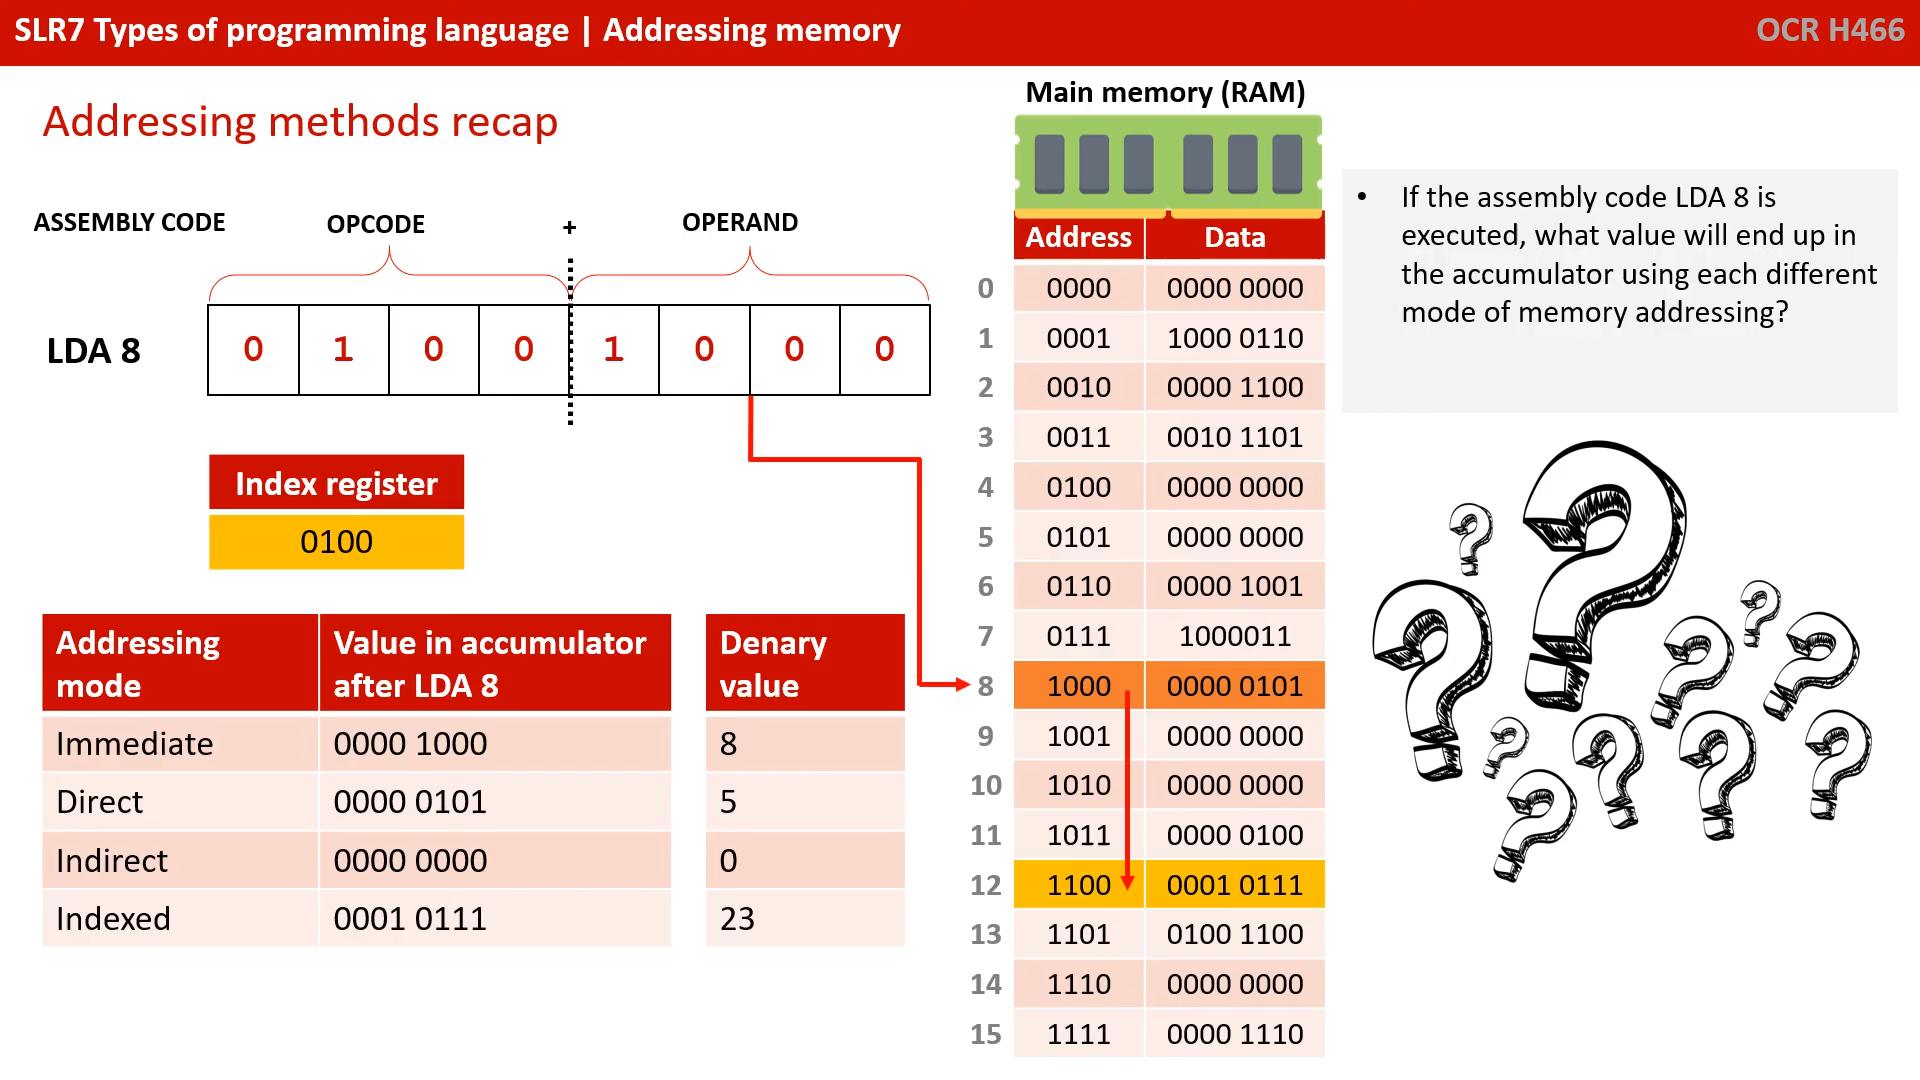 SLR7 Types of programming language | Addressing memory
OCR H466
Addressing methods recap
ASSEMBLY CODE
OPCODE
+
OPERAND
LDA 8
0 1 0 0 1 0 0 0
Index register
0100
Addressing mode
Value in accumulator after LDA 8
Denary value
Immediate 0000 1000 8
Direct 0000 0101 5
Indirect 0000 0000 0
Indexed 0001 0111 23
Main memory (RAM)
Address Data
0 0000 0000 0000
1 0001 1000 0110
2 0010 0000 1100
3 0011 0010 1101
4 0100 0000 0000
5 0101 0000 0000
6 0110 0000 1001
7 0111 1000011
8 1000 0000 0101
9 1001 0000 0000
10 1010 0000 0000
11 1011 0000 0100
12 1100 0001 0111
13 1101 0100 1100
14 1110 0000 0000
15 1111 0000 1110
• If the assembly code LDA 8 is
executed, what value will end up in
the accumulator using each different
mode of memory addressing?